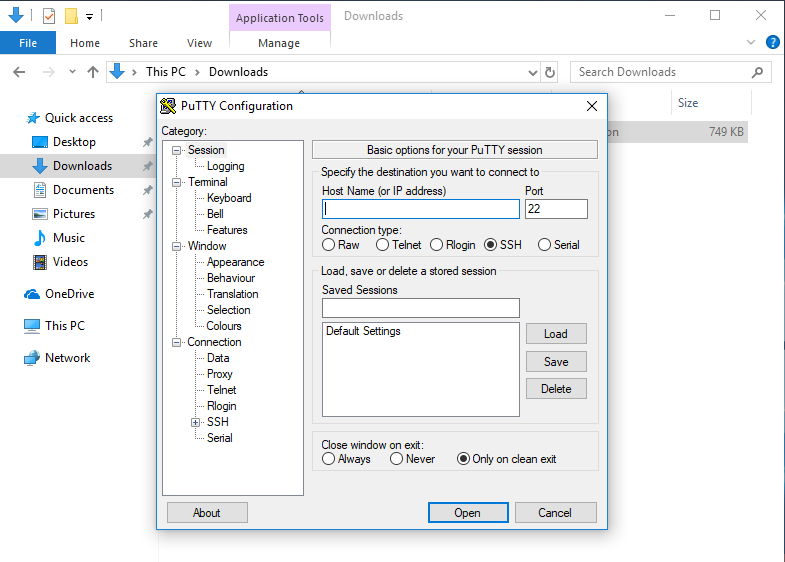 Application Tools
Downloads
File
Home
Share
View
Manage
This PC
Downloads
Search Downloads
Size
749 KB
Quick access
Desktop
Downloads
Documents
Pictures
Music
Videos
OneDrive
This PC
Network
PuTTY Configuration
Category:
Session
Logging
Terminal
Keyboard
Bell
Features
Window
Appearance
Behaviour
Translation
Selection
Colours
Connection
Data
Proxy
Telnet
Rlogin
SSH
Serial
Basic options for your PuTTY session
Specify the destination you want to connect to
Host Name (or IP address)
Port
22
Connection type:
Raw
Telnet
Rlogin
SSH
Serial
Load, save or delete a stored session
Saved Sessions
Default Settings
Load
Save
Delete
Close window on exit:
Always
Never
Only on clean exit
About
Open
Cancel